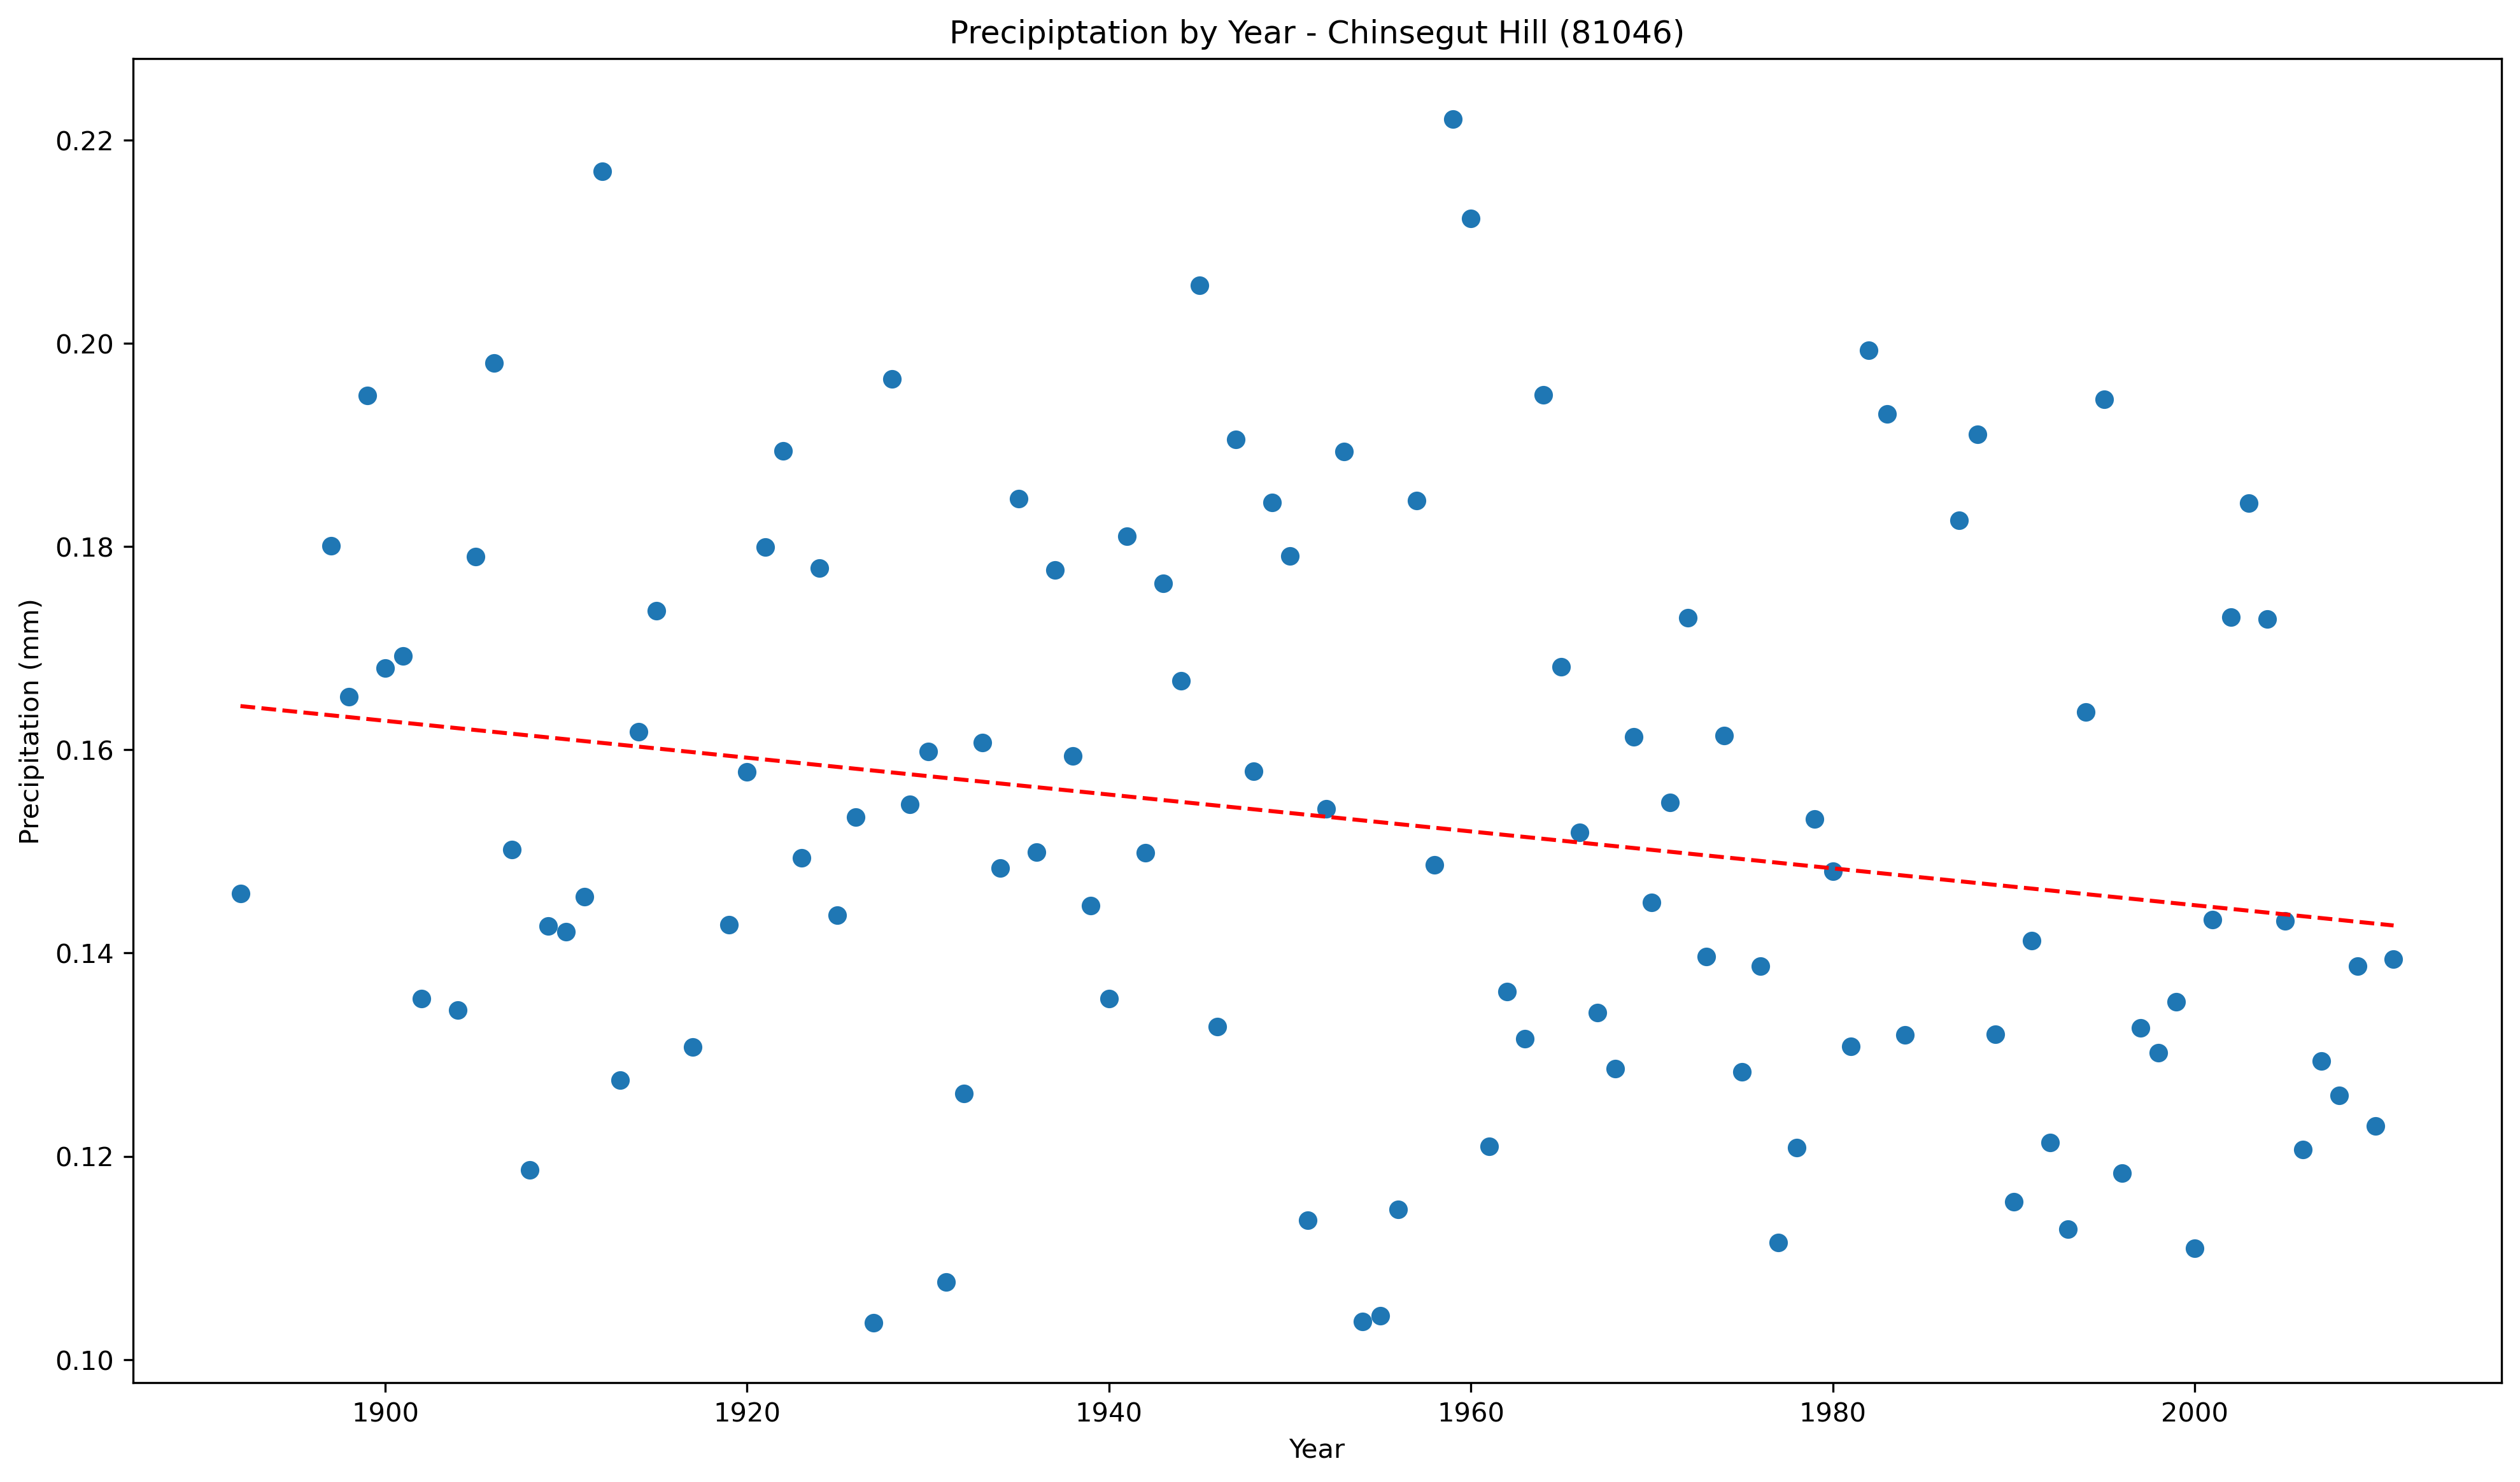 Precipiptation by Year - Chinsegut Hill (81046)
0.22
0.20
0.18
0.16
0.14
0.12
0.10
Precipitation (mm)
1900 1920 1940 1960 1980 2000
Year